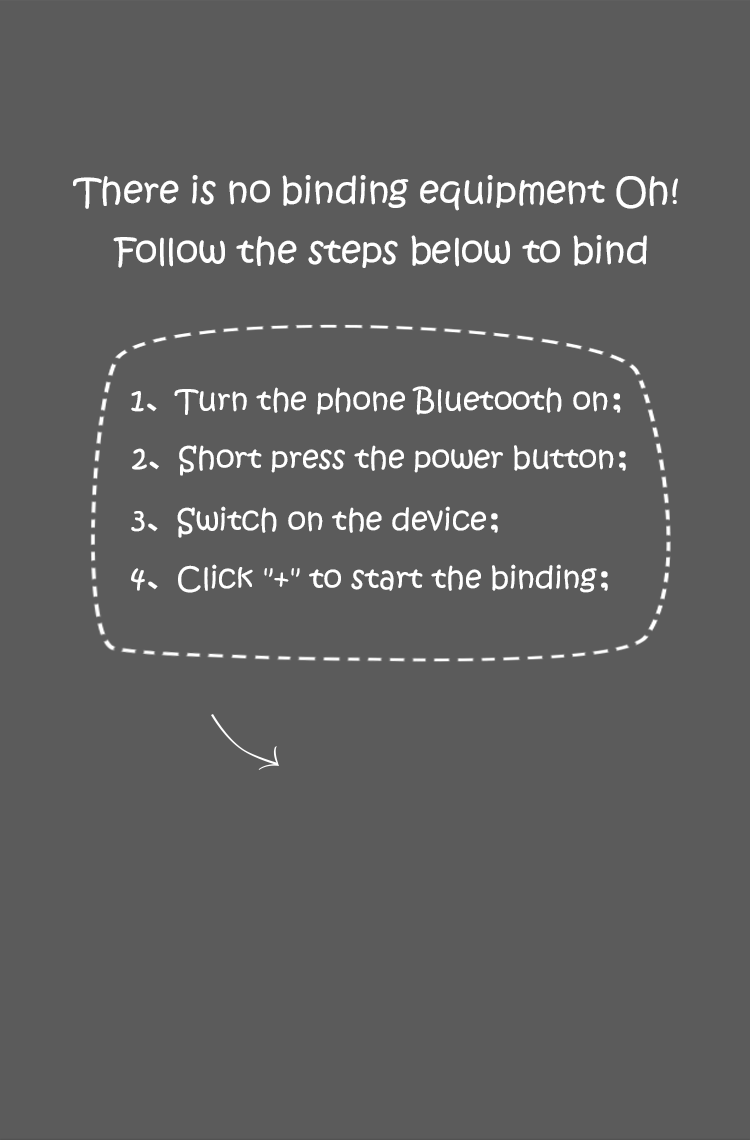 There is no binding equipment Oh!
Follow the steps below to bind
1、Turn the phone Bluetooth on;
2、Short press the power button;
3、Switch on the device;
4、Click "+" to start the binding;